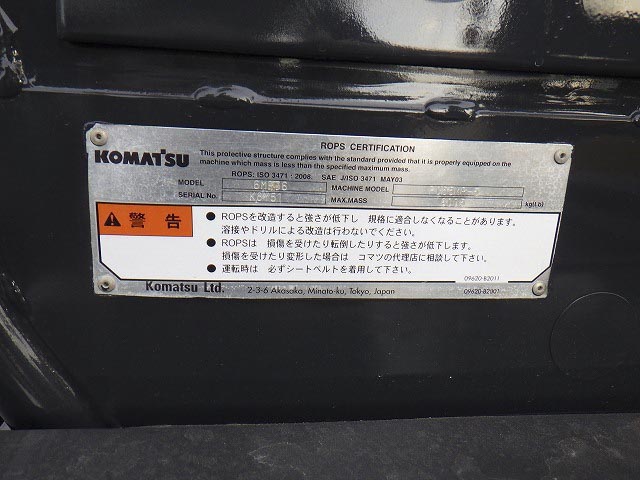 ROPS CERTIFICATION
KOMATSU
This protective structure complies with the standard provided that it is properly equipped on the
machine which mass is less than the specified maximum mass.
ROPS: ISO 3471 : 2008 SAE J/ISO 3471 MAY03
MODEL MACHINE MODEL
SERIAL No. MAX.MASS kg(Lb)
警告
● ROPSを改造すると強さが低下し 規格に適合しなくなることがあります。
溶接やドリルによる改造は行わないでください。
● ROPSは 損傷を受けたり転倒したりすると強さが低下します。
損傷を受けたり変形した場合は コマツの代理店に相談して下さい。
● 運転時は 必ずシートベルトを着用して下さい。
09620-B2011
Komatsu Ltd. 2-3-6 Akasaka, Minato-ku, Tokyo, Japan 09620-B2001